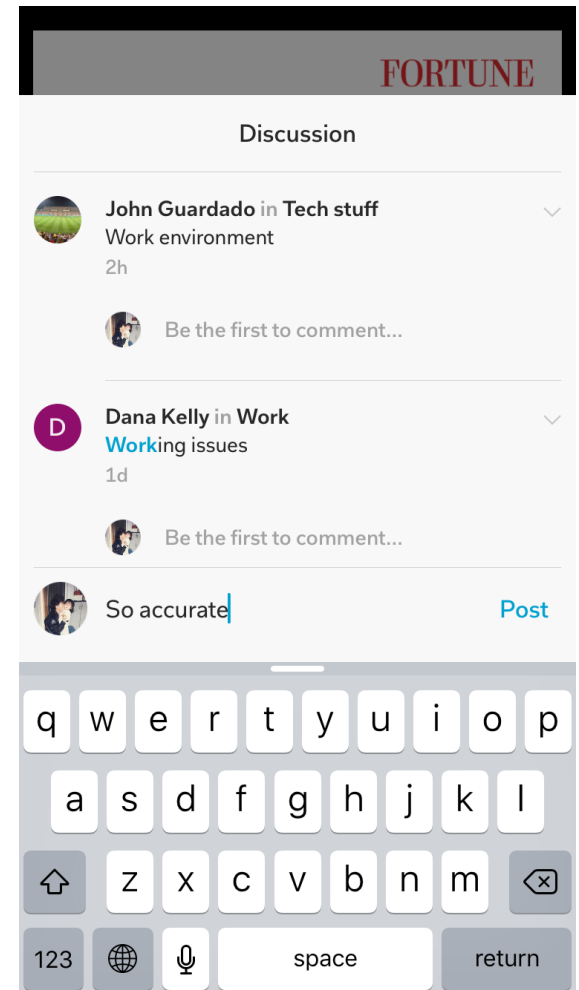 FORTUNE
Discussion
John Guardado in Tech stuff
Work environment
2h
Be the first to comment...
D
Dana Kelly in Work
Working issues
1d
Be the first to comment...
So accurate
Post
q w e r t y u i o p
a s d f g h j k l
z x c v b n m
123 space return